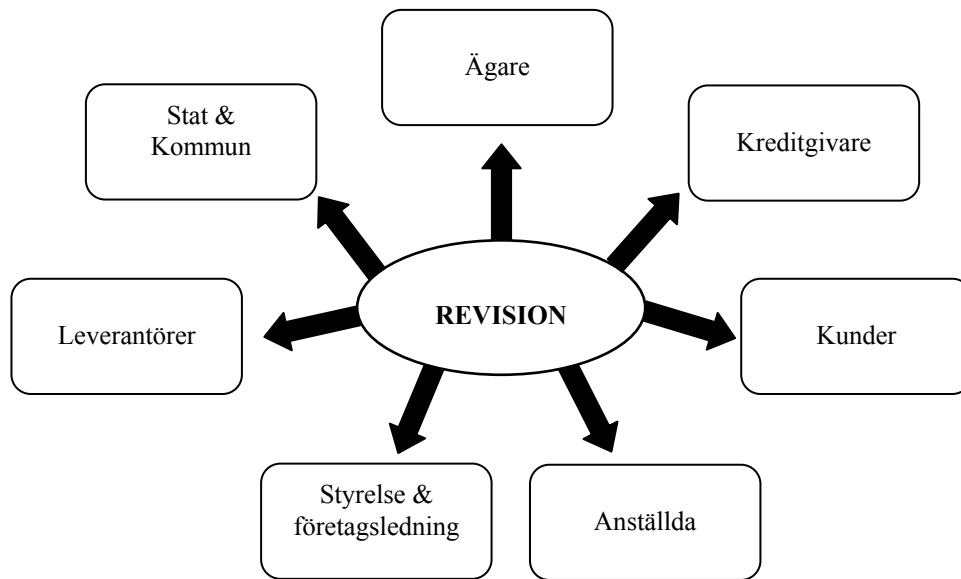 Ägare
Stat &
Kommun
Kreditgivare
REVISION
Leverantörer
Kunder
Styrelse &
företagsledning
Anställda